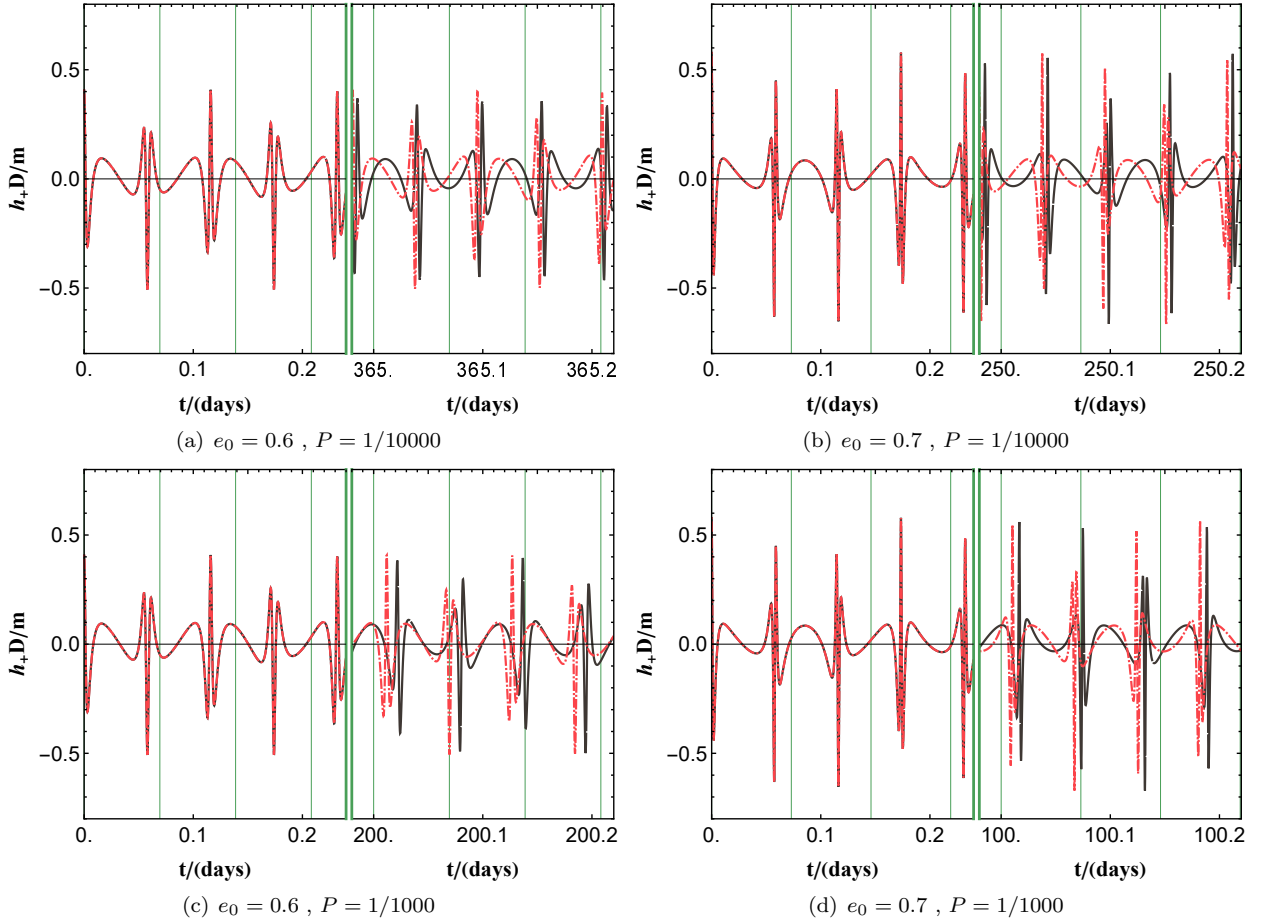 0.5
0.0
−0.5
h₊D/m
0. 0.1 0.2 365. 365.1 365.2
t/(days) t/(days)
(a) e₀ = 0.6 , P = 1/10000
0.5
0.0
−0.5
h₊D/m
0. 0.1 0.2 250. 250.1 250.2
t/(days) t/(days)
(b) e₀ = 0.7 , P = 1/10000
0.5
0.0
−0.5
h₊D/m
0. 0.1 0.2 200. 200.1 200.2
t/(days) t/(days)
(c) e₀ = 0.6 , P = 1/1000
0.5
0.0
−0.5
h₊D/m
0. 0.1 0.2 100. 100.1 100.2
t/(days) t/(days)
(d) e₀ = 0.7 , P = 1/1000